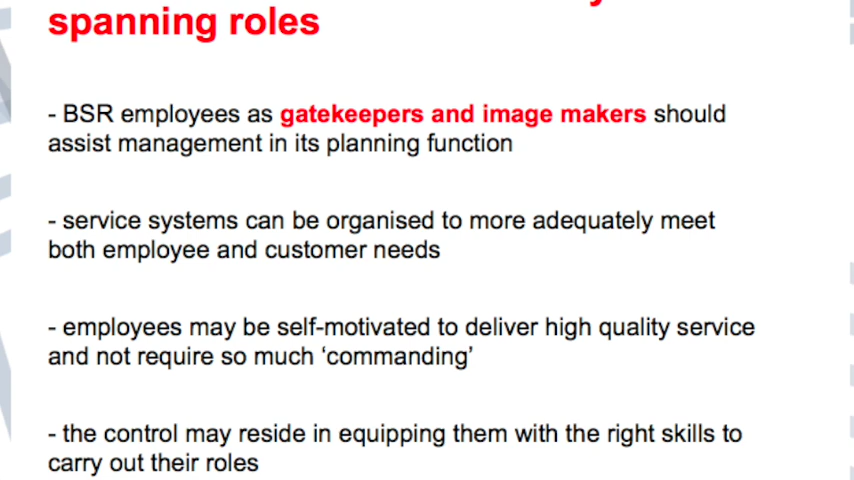 spanning roles
- BSR employees as gatekeepers and image makers should
assist management in its planning function
- service systems can be organised to more adequately meet
both employee and customer needs
- employees may be self-motivated to deliver high quality service
and not require so much ‘commanding’
- the control may reside in equipping them with the right skills to
carry out their roles